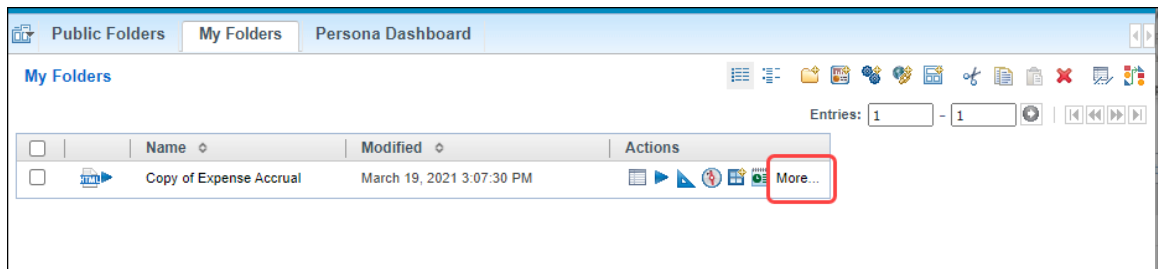 Public Folders My Folders Persona Dashboard
My Folders
Entries: 1 - 1
Name Modified Actions
HTML Copy of Expense Accrual March 19, 2021 3:07:30 PM More...